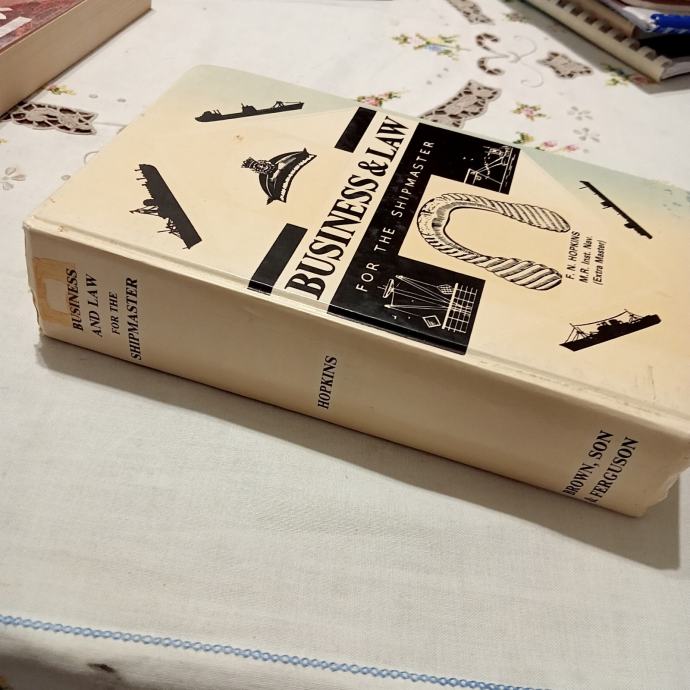 BUSINESS & LAW
FOR THE SHIPMASTER
F. N. HOPKINS
M.R. Inst. Nav.
(Extra Master)
BUSINESS
AND LAW
FOR THE
SHIPMASTER
HOPKINS
BROWN, SON
& FERGUSON